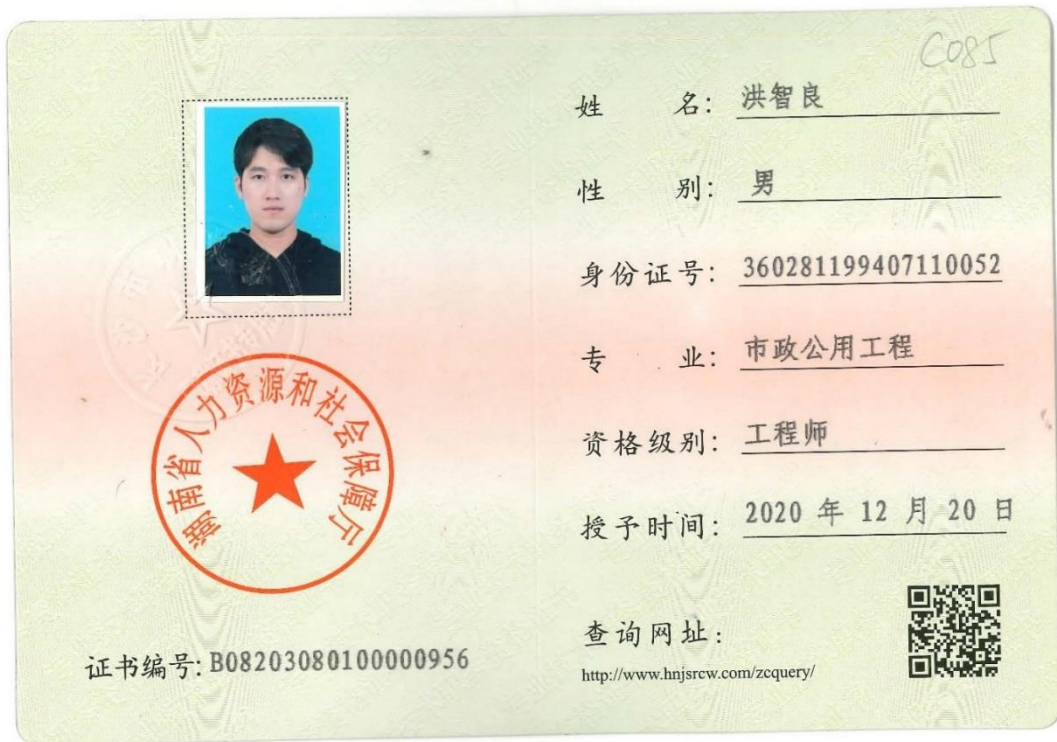 C085
姓 名: 洪智良
性 别: 男
身份证号: 360281199407110052
专 业: 市政公用工程
资格级别: 工程师
授予时间: 2020 年 12 月 20 日
查询网址:
http://www.hnjsrcw.com/zcquery/
湖南省人力资源和社会保障厅
证书编号: B08203080100000956